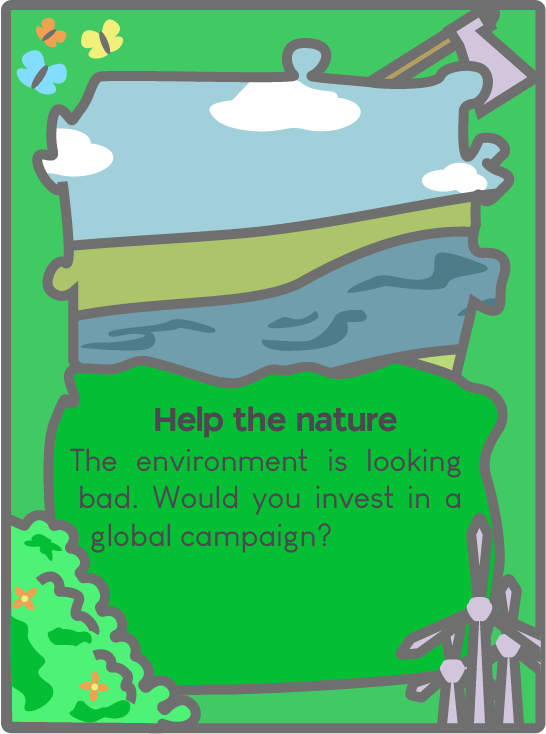 Help the nature
The environment is looking
bad. Would you invest in a
global campaign?